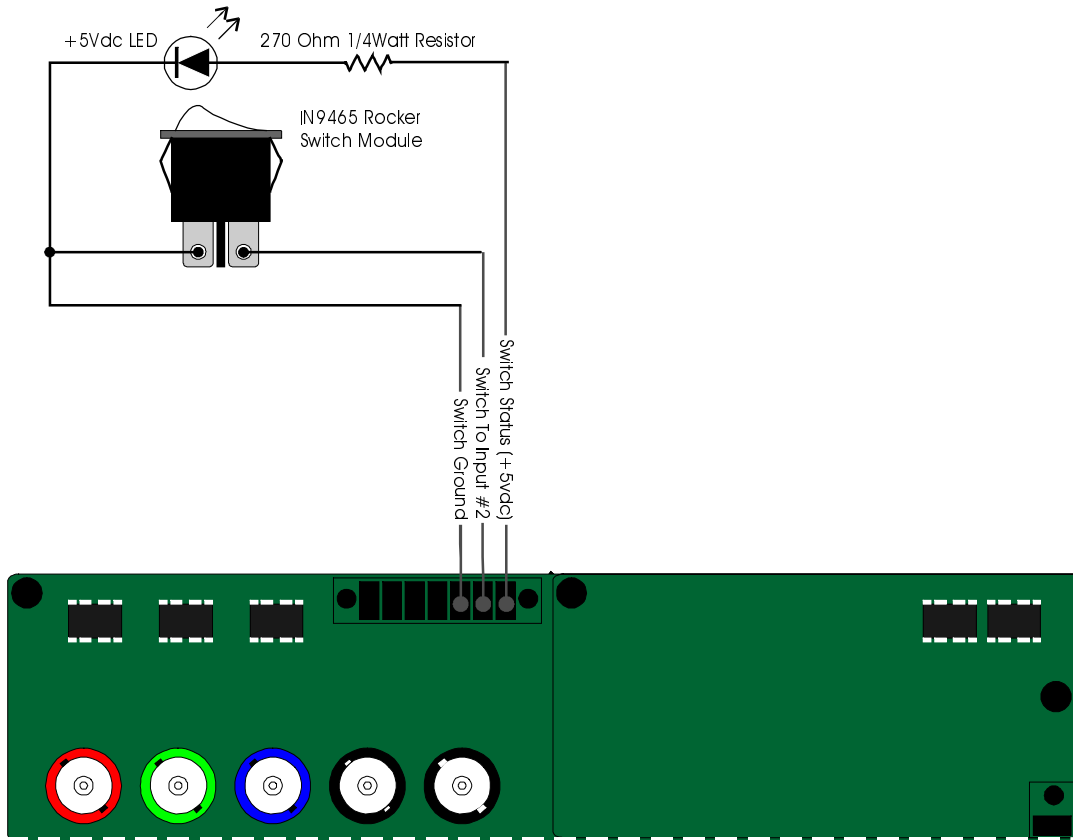 +5Vdc LED
270 Ohm 1/4Watt Resistor
IN9465 Rocker
Switch Module
Switch Status (+5vdc)
Switch To Input #2
Switch Ground